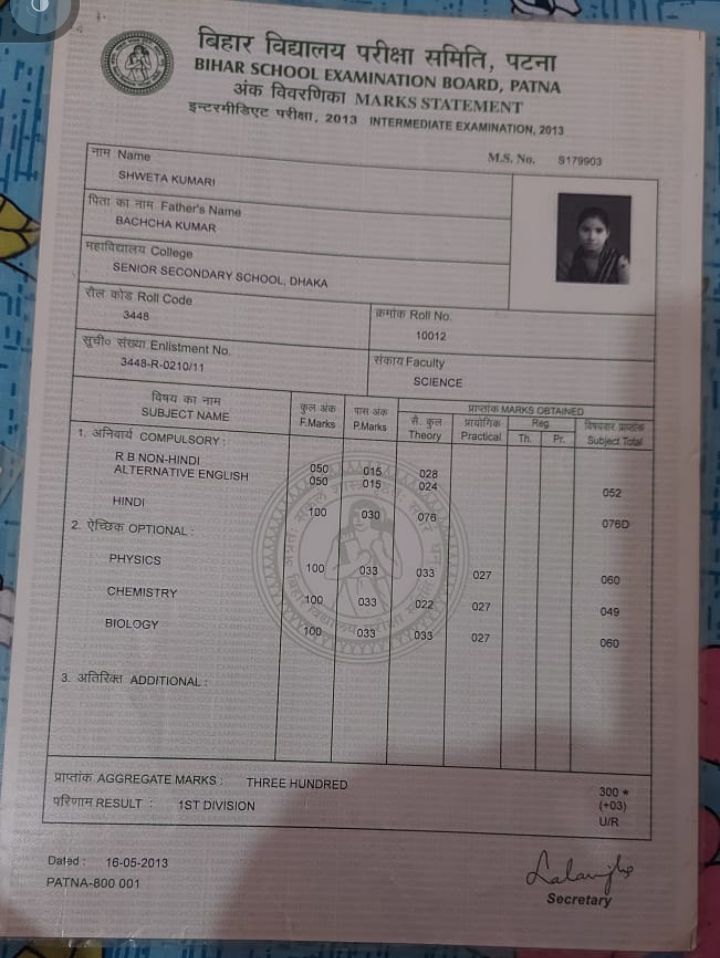 बिहार विद्यालय परीक्षा समिति, पटना
BIHAR SCHOOL EXAMINATION BOARD, PATNA
अंक विवरणिका MARKS STATEMENT
इन्टरमीडिएट परीक्षा, 2013 INTERMEDIATE EXAMINATION, 2013
M.S. No. S179903
नाम Name
SHWETA KUMARI
पिता का नाम Father's Name
BACHCHA KUMAR
महाविद्यालय College
SENIOR SECONDARY SCHOOL, DHAKA
रौल कोड Roll Code
3448
क्रमांक Roll No.
10012
सूची० संख्या Enlistment No.
3448-R-0210/11
संकाय Faculty
SCIENCE
विषय का नाम कुल अंक पास अंक प्राप्तांक MARKS OBTAINED
SUBJECT NAME F.Marks P.Marks सै. कुल Theory प्रायोगिक Practical Reg Th. Pr. विषयवार प्राप्तांक Subject Total
1. अनिवार्य COMPULSORY :
R B NON-HINDI 050 015 028
ALTERNATIVE ENGLISH 050 015 024 052
HINDI 100 030 076 076D
2. ऐच्छिक OPTIONAL :
PHYSICS 100 033 033 027 060
CHEMISTRY 100 033 022 027 049
BIOLOGY 100 033 033 027 060
3. अतिरिक्त ADDITIONAL :
प्राप्तांक AGGREGATE MARKS : THREE HUNDRED 300 *
(+03)
परिणाम RESULT : 1ST DIVISION U/R
Dated : 16-05-2013
PATNA-800 001
Secretary